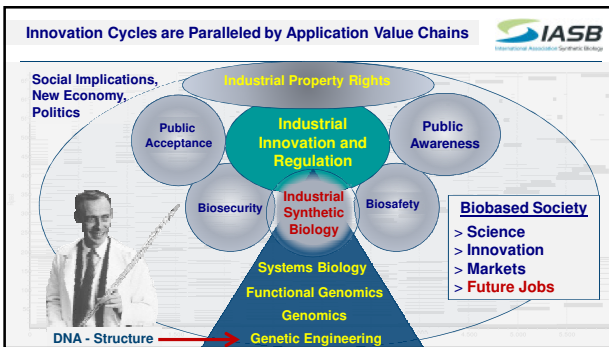 Innovation Cycles are Paralleled by Application Value Chains
IASB
International Association Synthetic Biology
Social Implications,
New Economy,
Politics
Industrial Property Rights
Public
Acceptance
Industrial
Innovation and
Regulation
Public
Awareness
Biosecurity
Industrial
Synthetic
Biology
Biosafety
Biobased Society
> Science
> Innovation
> Markets
> Future Jobs
Systems Biology
Functional Genomics
Genomics
DNA - Structure
Genetic Engineering